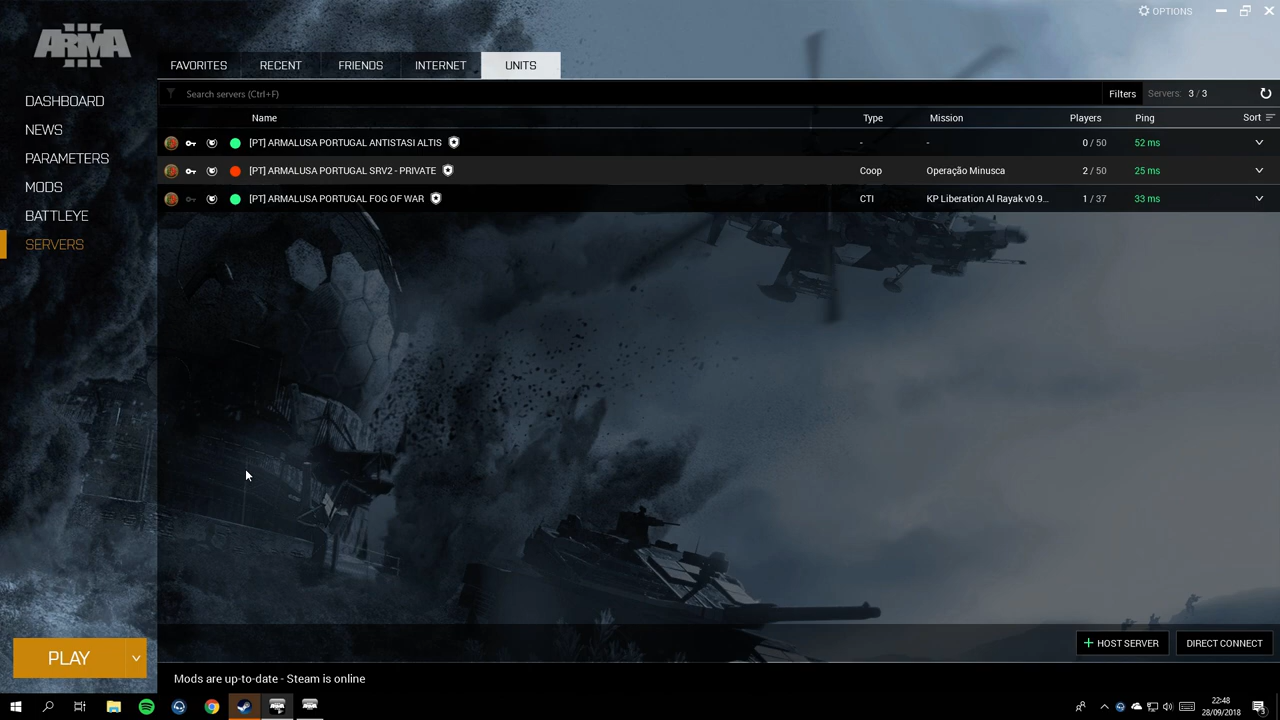 OPTIONS
ARMA III
FAVORITES RECENT FRIENDS INTERNET UNITS
Search servers (Ctrl+F) Filters Servers: 3 / 3
Name Type Mission Players Ping Sort
[PT] ARMALUSA PORTUGAL ANTISTASI ALTIS - - 0 / 50 52 ms
[PT] ARMALUSA PORTUGAL SRV2 - PRIVATE Coop Operação Minusca 2 / 50 25 ms
[PT] ARMALUSA PORTUGAL FOG OF WAR CTI KP Liberation Al Rayak v0.9... 1 / 37 33 ms
DASHBOARD
NEWS
PARAMETERS
MODS
BATTLEYE
SERVERS
PLAY
HOST SERVER DIRECT CONNECT
Mods are up-to-date - Steam is online
22:48
28/09/2018
3